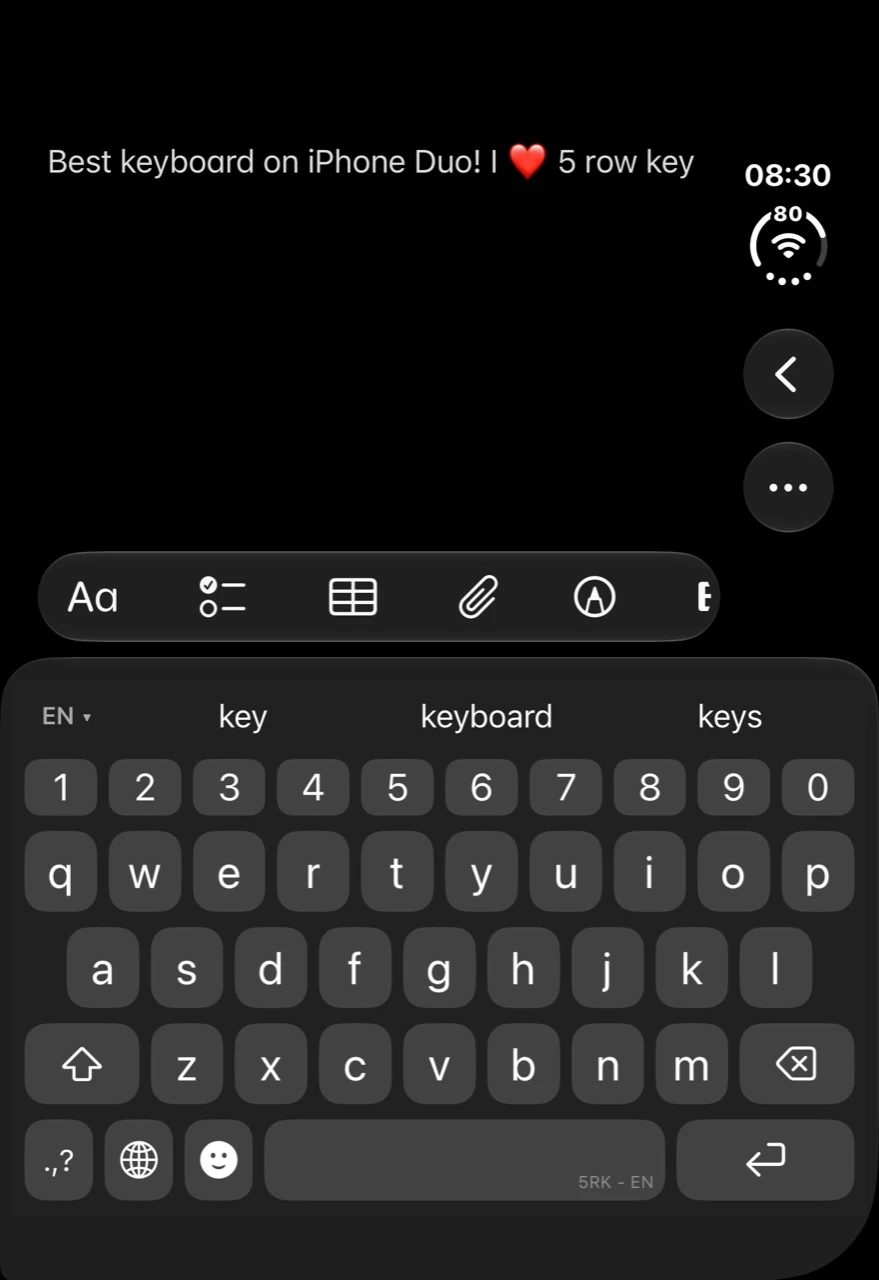 Best keyboard on iPhone Duo! I ❤️ 5 row key
08:30
80
Aa
EN ▾ key keyboard keys
1 2 3 4 5 6 7 8 9 0
q w e r t y u i o p
a s d f g h j k l
z x c v b n m
.,?
5RK - EN